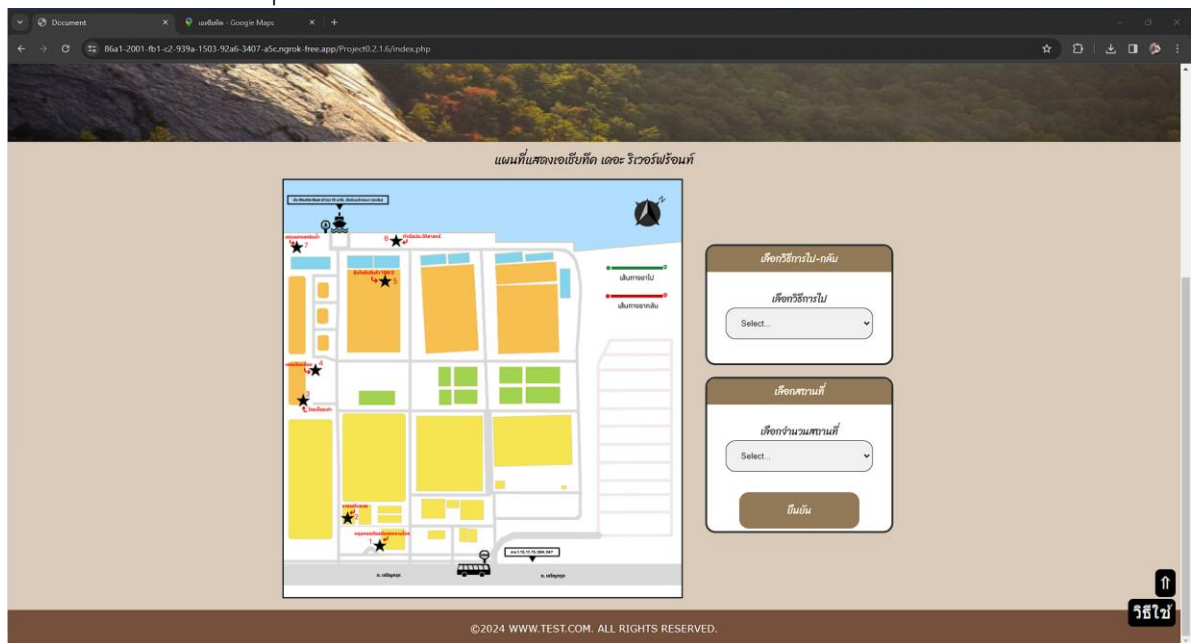 Document
เอเชียทีค - Google Maps
86a1-2001-fb1-c2-939a-1503-92a6-3407-a5c.ngrok-free.app/Project0.2.1.6/index.php
แผนที่แสดงเอเชียทีค เดอะ ริเวอร์ฟร้อนท์
N
7
6
5
เส้นทางขาไป
เส้นทางขากลับ
4
3
2
1
ถ. เจริญกรุง
ถ. เจริญกรุง
เลือกวิธีการไป-กลับ
เลือกวิธีการไป
Select...
เลือกสถานที่
เลือกจำนวนสถานที่
Select...
ยืนยัน
⇑
วิธีใช้
©2024 WWW.TEST.COM. ALL RIGHTS RESERVED.